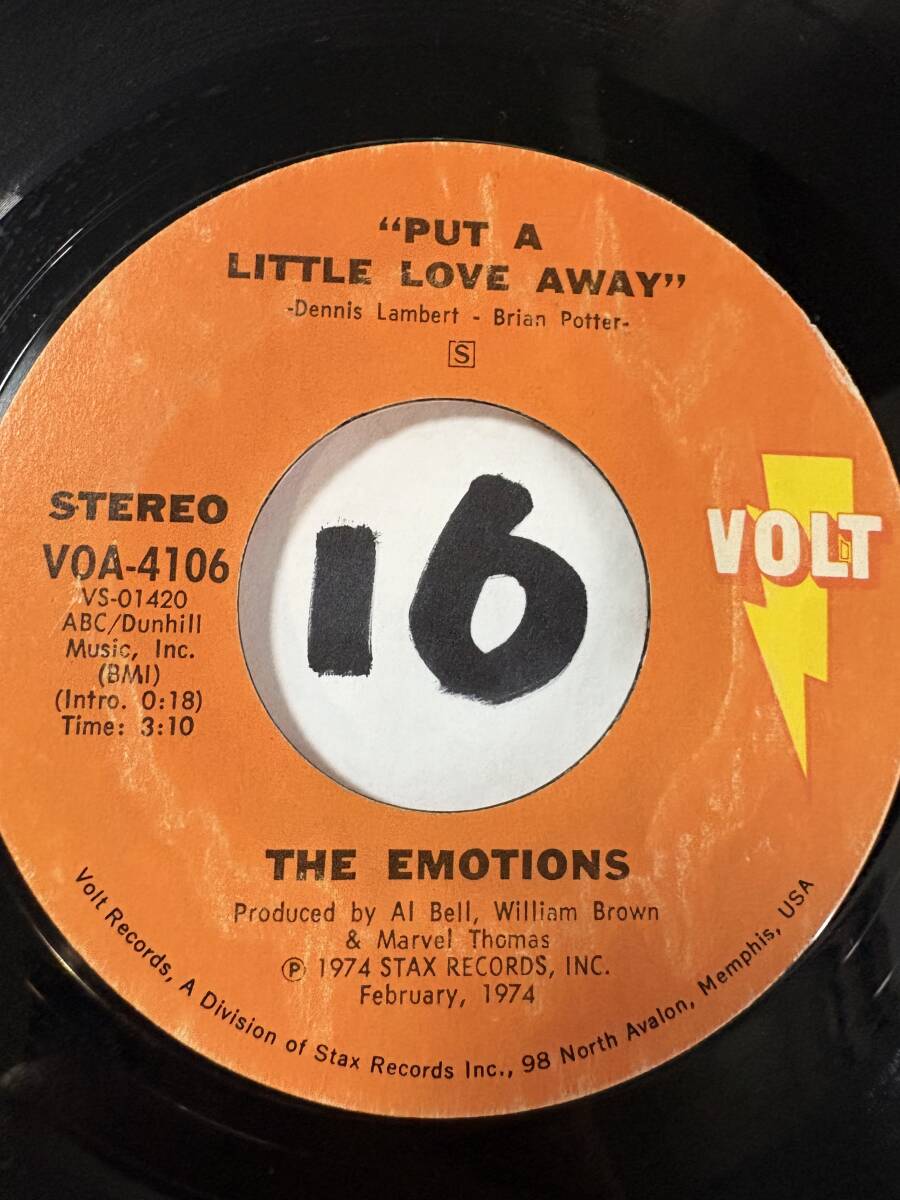 "PUT A
LITTLE LOVE AWAY"
-Dennis Lambert - Brian Potter-
S
STEREO
VOA-4106
VS-01420
ABC/Dunhill
Music, Inc.
(BMI)
(Intro. 0:18)
Time: 3:10
16
VOLT
THE EMOTIONS
Produced by Al Bell, William Brown
& Marvel Thomas
℗ 1974 STAX RECORDS, INC.
February, 1974
Volt Records, A Division of Stax Records Inc., 98 North Avalon, Memphis, USA